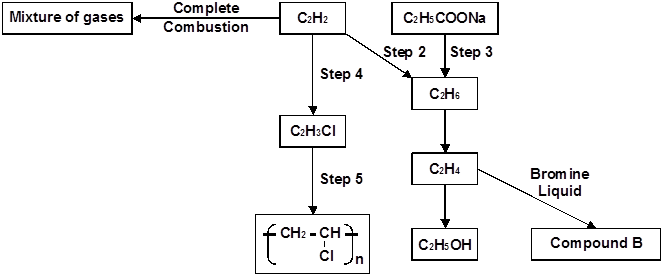 Mixture of gases
Complete
Combustion
C2H2
C2H5COONa
Step 2
Step 3
Step 4
C2H6
C2H3Cl
C2H4
Bromine
Liquid
Step 5
CH2 – CH
Cl
n
C2H5OH
Compound B